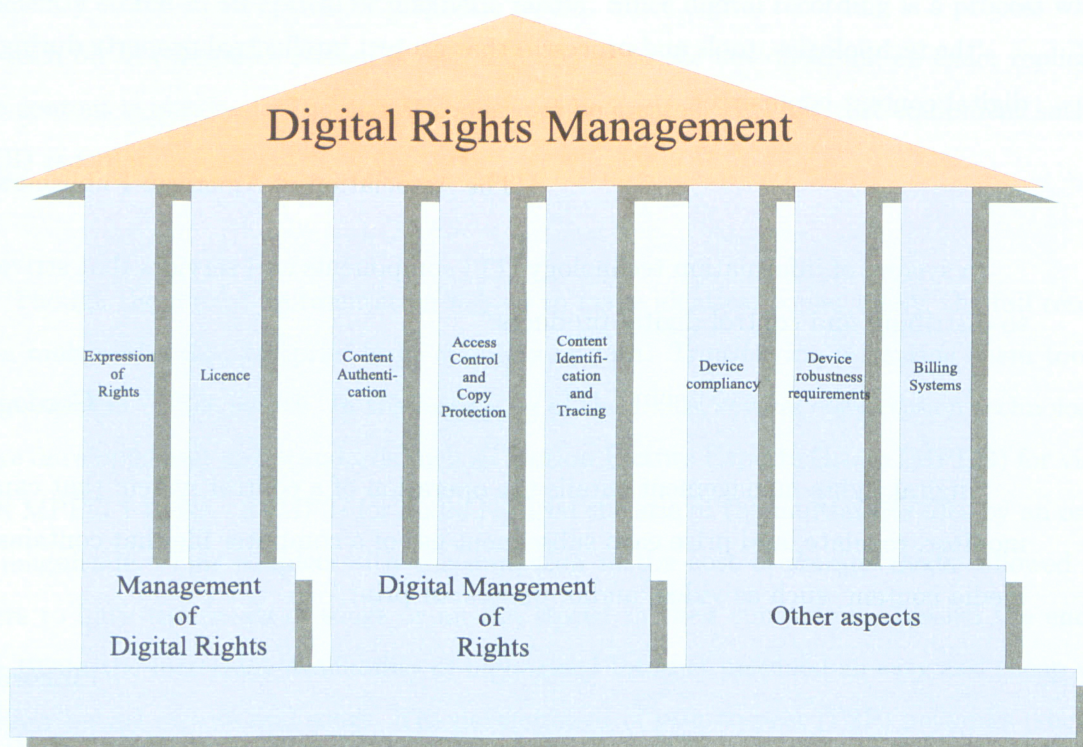 Digital Rights Management
Expression
of
Rights
Licence
Content
Authenti-
cation
Access
Control
and
Copy
Protection
Content
Identifi-
cation
and
Tracing
Device
compliancy
Device
robustness
requirements
Billing
Systems
Management
of
Digital Rights
Digital Mangement
of
Rights
Other aspects